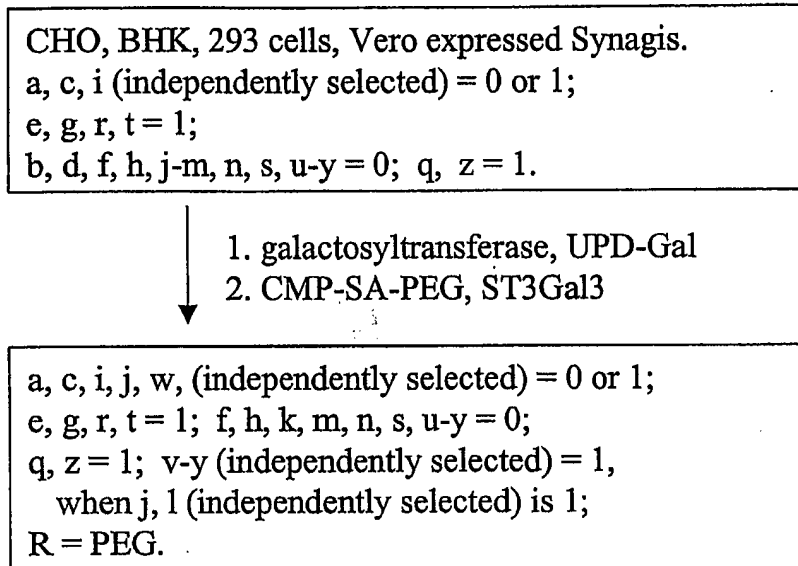 CHO, BHK, 293 cells, Vero expressed Synagis.
a, c, i (independently selected) = 0 or 1;
e, g, r, t = 1;
b, d, f, h, j-m, n, s, u-y = 0; q, z = 1.
1. galactosyltransferase, UPD-Gal
2. CMP-SA-PEG, ST3Gal3
a, c, i, j, w, (independently selected) = 0 or 1;
e, g, r, t = 1; f, h, k, m, n, s, u-y = 0;
q, z = 1; v-y (independently selected) = 1,
when j, l (independently selected) is 1;
R = PEG.